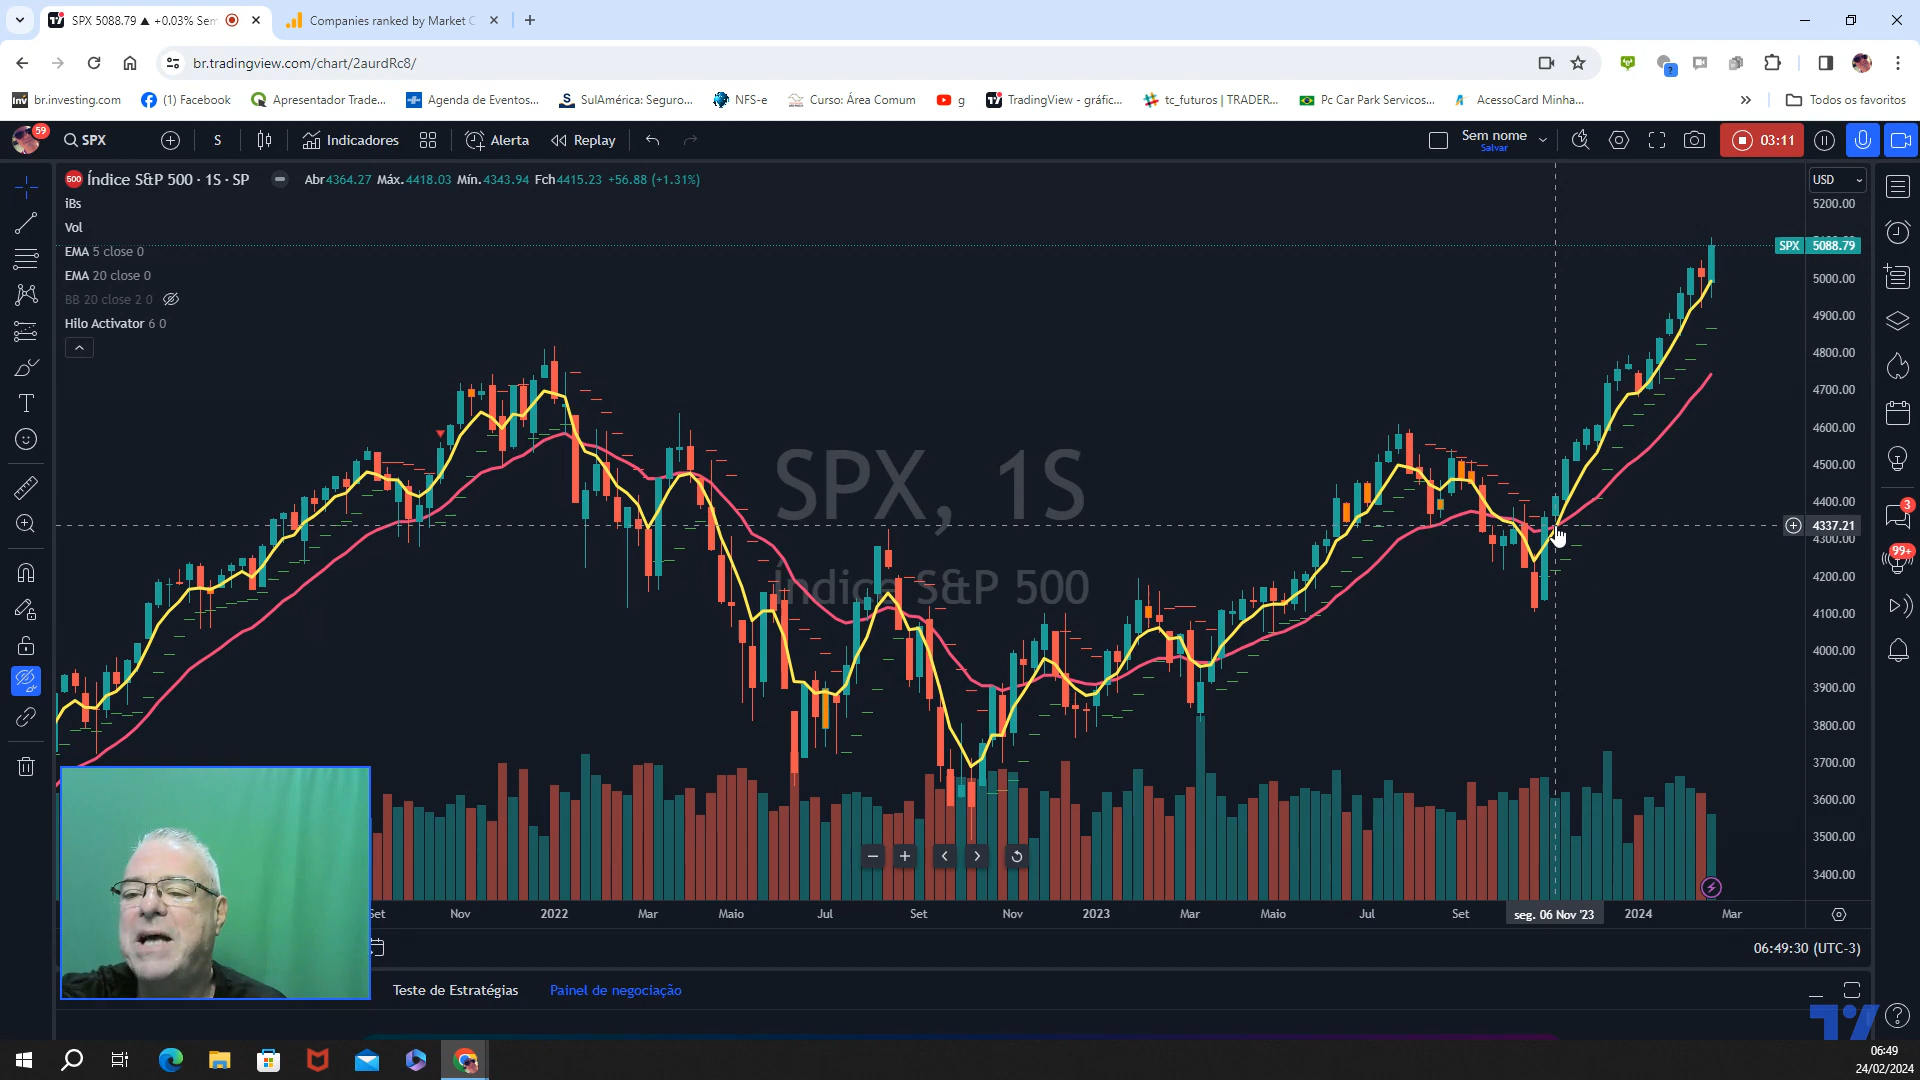 SPX 5088.79 ▲ +0.03% Sem
Companies ranked by Market C
br.tradingview.com/chart/2aurdRc8/
br.investing.com
(1) Facebook
Apresentador Trade...
Agenda de Eventos...
SulAmérica: Seguro...
NFS-e
Curso: Área Comum
g
TradingView - gráfic...
tc_futuros | TRADER...
Pc Car Park Servicos...
AcessoCard Minha...
Todos os favoritos
59
SPX
S
Indicadores
Alerta
Replay
Sem nome
Salvar
03:11
500
Índice S&P 500 · 1S · SP
Abr4364.27 Máx.4418.03 Mín.4343.94 Fch4415.23 +56.88 (+1.31%)
USD
iBs
Vol
EMA 5 close 0
EMA 20 close 0
BB 20 close 2 0
Hilo Activator 6 0
SPX, 1S
Índice S&P 500
5200.00
SPX 5088.79
5000.00
4900.00
4800.00
4700.00
4600.00
4500.00
4400.00
4337.21
4300.00
4200.00
4100.00
4000.00
3900.00
3800.00
3700.00
3600.00
3500.00
3400.00
3
99+
Set
Nov
2022
Mar
Maio
Jul
Set
Nov
2023
Mar
Maio
Jul
Set
seg. 06 Nov '23
2024
Mar
06:49:30 (UTC-3)
Teste de Estratégias
Painel de negociação
06:49
24/02/2024